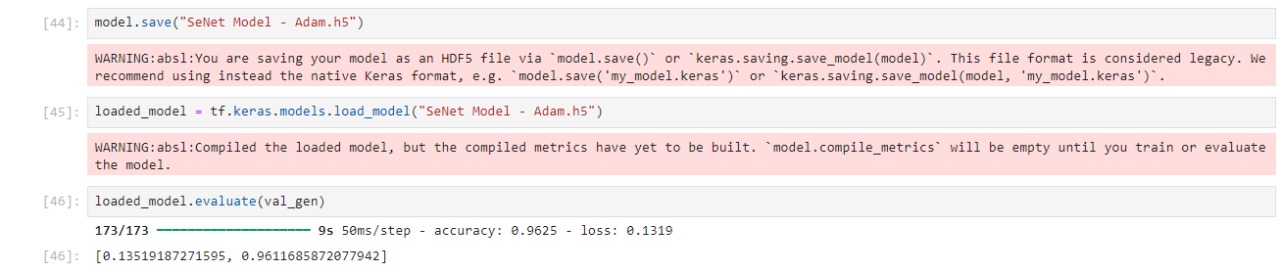 [44]: model.save("SeNet Model - Adam.h5")
WARNING:absl:You are saving your model as an HDF5 file via `model.save()` or `keras.saving.save_model(model)`. This file format is considered legacy. We
recommend using instead the native Keras format, e.g. `model.save('my_model.keras')` or `keras.saving.save_model(model, 'my_model.keras')`.
[45]: loaded_model = tf.keras.models.load_model("SeNet Model - Adam.h5")
WARNING:absl:Compiled the loaded model, but the compiled metrics have yet to be built. `model.compile_metrics` will be empty until you train or evaluate
the model.
[46]: loaded_model.evaluate(val_gen)
173/173 ━━━━━━━━━━━━━━━━━━━━ 9s 50ms/step - accuracy: 0.9625 - loss: 0.1319
[46]: [0.13519187271595, 0.9611685872077942]